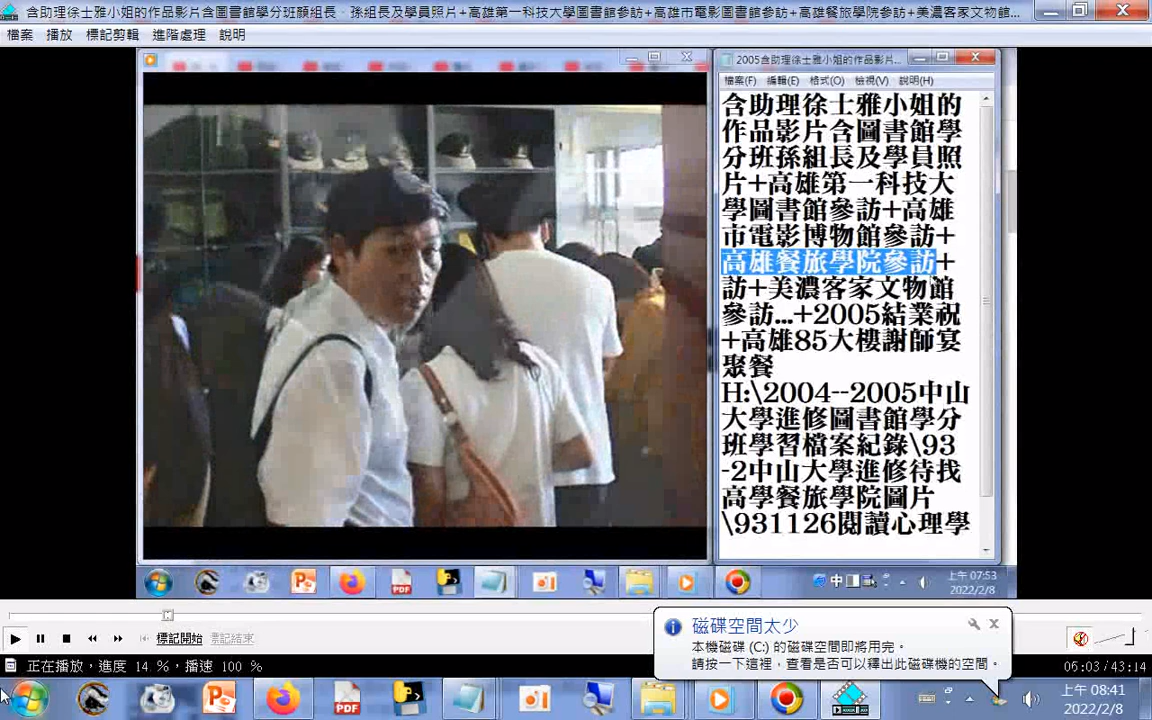 含助理徐士雅小姐的作品影片含圖書館學分班顏組長、孫組長及學員照片+高雄第一科技大學圖書館參訪+高雄市電影圖書館參訪+高雄餐旅學院參訪+美濃客家文物館...
檔案 播放 標記剪輯 進階處理 說明
2005含助理徐士雅小姐的作品影片...
檔案(F) 編輯(E) 格式(O) 檢視(V) 說明(H)
含助理徐士雅小姐的
作品影片含圖書館學
分班孫組長及學員照
片+高雄第一科技大
學圖書館參訪+高雄
市電影博物館參訪+
高雄餐旅學院參訪+
訪+美濃客家文物館
參訪...+2005結業祝
+高雄85大樓謝師宴
聚餐
H:\2004--2005中山
大學進修圖書館學分
班學習檔案紀錄\93
-2中山大學進修待找
高學餐旅學院圖片
\931126閱讀心理學
中
上午 07:53
2022/2/8
標記開始 標記結束
磁碟空間太少
本機磁碟 (C:) 的磁碟空間即將用完。
請按一下這裡，查看是否可以釋出此磁碟機的空間。
正在播放，進度 14 %，播速 100 %
06:03 / 43:14
PDF
上午 08:41
2022/2/8